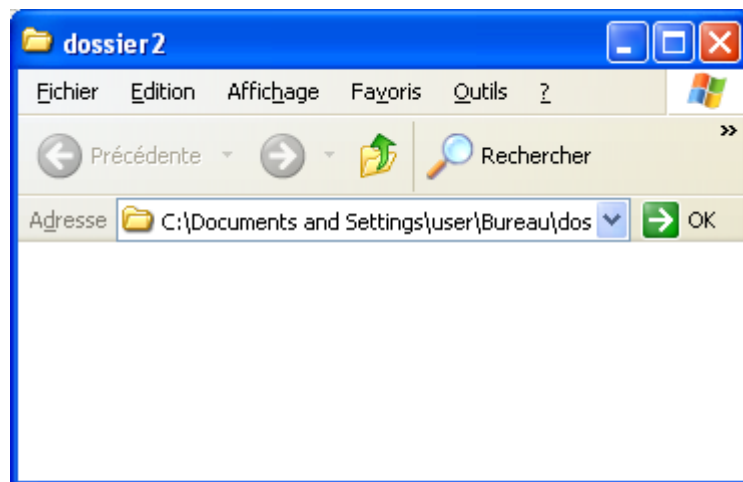 dossier2
Fichier Edition Affichage Favoris Outils ?
Précédente Rechercher »
Adresse C:\Documents and Settings\user\Bureau\dos OK